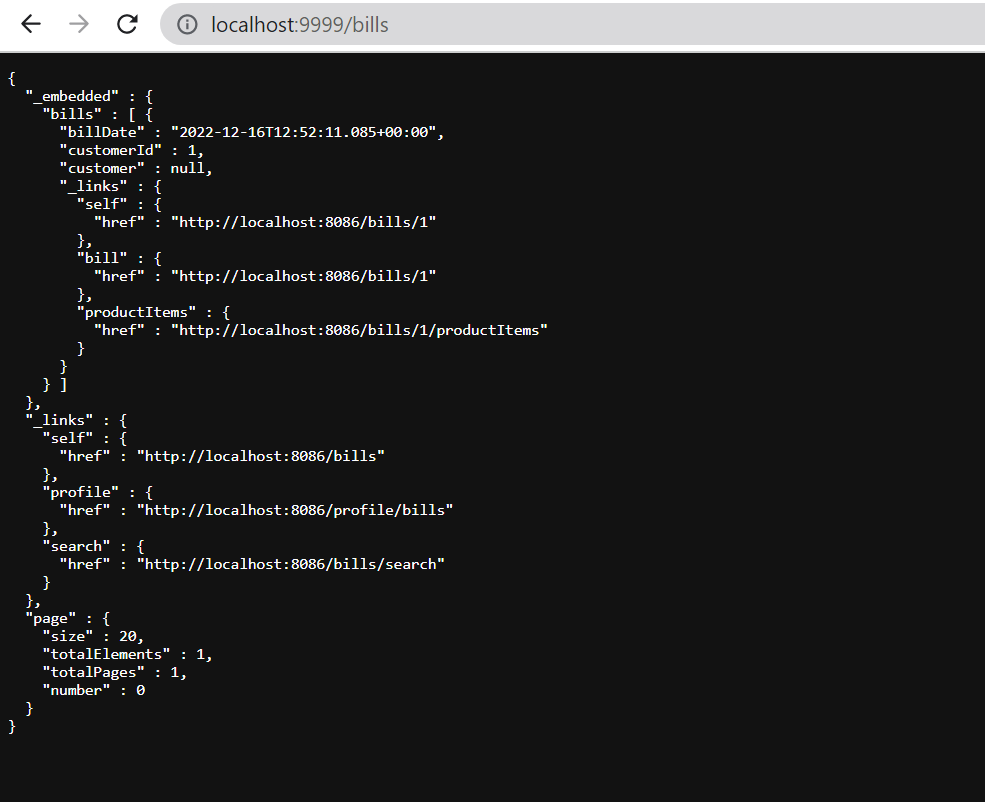 localhost:9999/bills
{
  "_embedded" : {
    "bills" : [ {
      "billDate" : "2022-12-16T12:52:11.085+00:00",
      "customerId" : 1,
      "customer" : null,
      "_links" : {
        "self" : {
          "href" : "http://localhost:8086/bills/1"
        },
        "bill" : {
          "href" : "http://localhost:8086/bills/1"
        },
        "productItems" : {
          "href" : "http://localhost:8086/bills/1/productItems"
        }
      }
    } ]
  },
  "_links" : {
    "self" : {
      "href" : "http://localhost:8086/bills"
    },
    "profile" : {
      "href" : "http://localhost:8086/profile/bills"
    },
    "search" : {
      "href" : "http://localhost:8086/bills/search"
    }
  },
  "page" : {
    "size" : 20,
    "totalElements" : 1,
    "totalPages" : 1,
    "number" : 0
  }
}